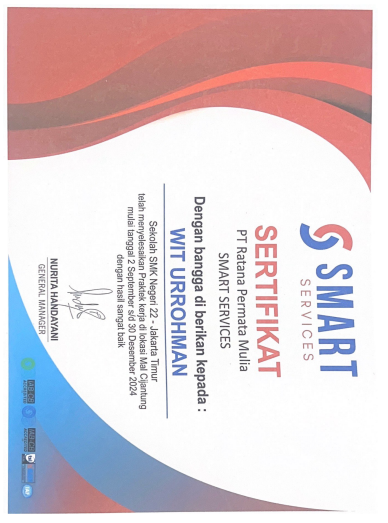 SMART
SERVICES
SERTIFIKAT
PT Ratana Permata Mulia
SMART SERVICES
Dengan bangga di berikan kepada :
WIT URROHMAN
Sekolah SMK Negeri 22 - Jakarta Timur
telah menyelesaikan Praktek kerja di lokasi Mal Cijantung
mulai tanggal 2 September s/d 30 Desember 2024
dengan hasil sangat baik
NURITA HANDAYANI
GENERAL MANAGER